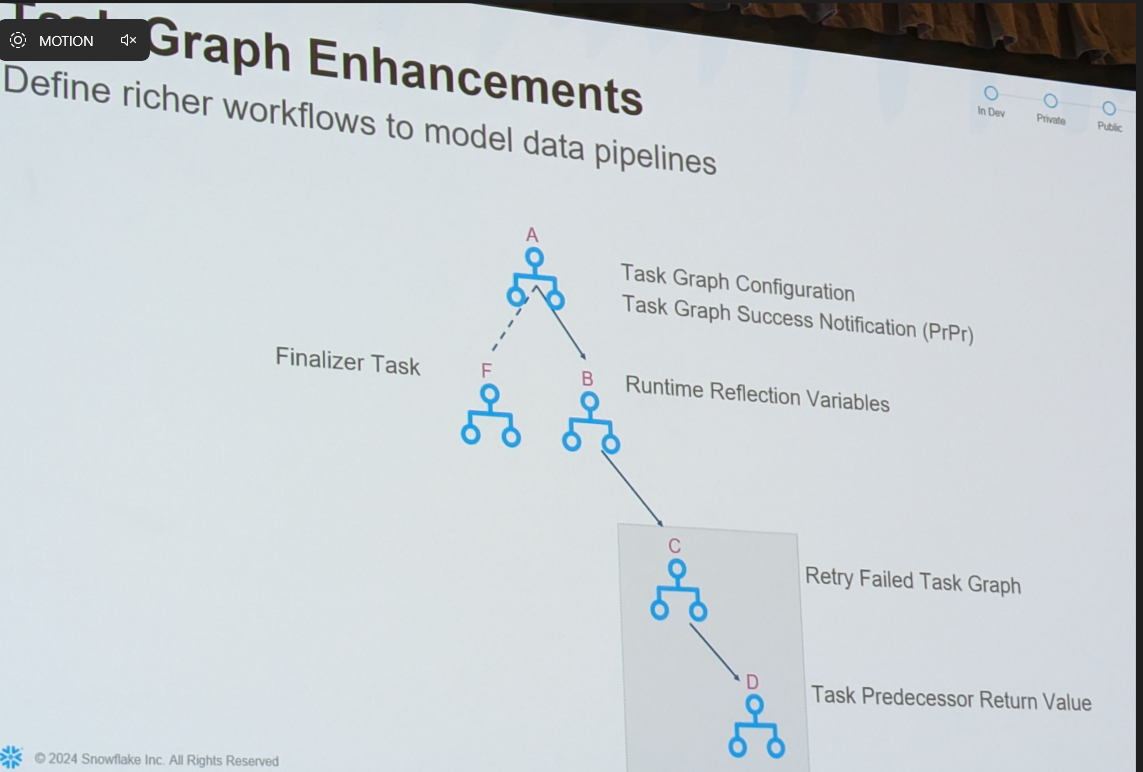 MOTION
Task Graph Enhancements
Define richer workflows to model data pipelines
In Dev
Private
Public
A
Task Graph Configuration
Task Graph Success Notification (PrPr)
Finalizer Task
F
B
Runtime Reflection Variables
C
Retry Failed Task Graph
D
Task Predecessor Return Value
© 2024 Snowflake Inc. All Rights Reserved